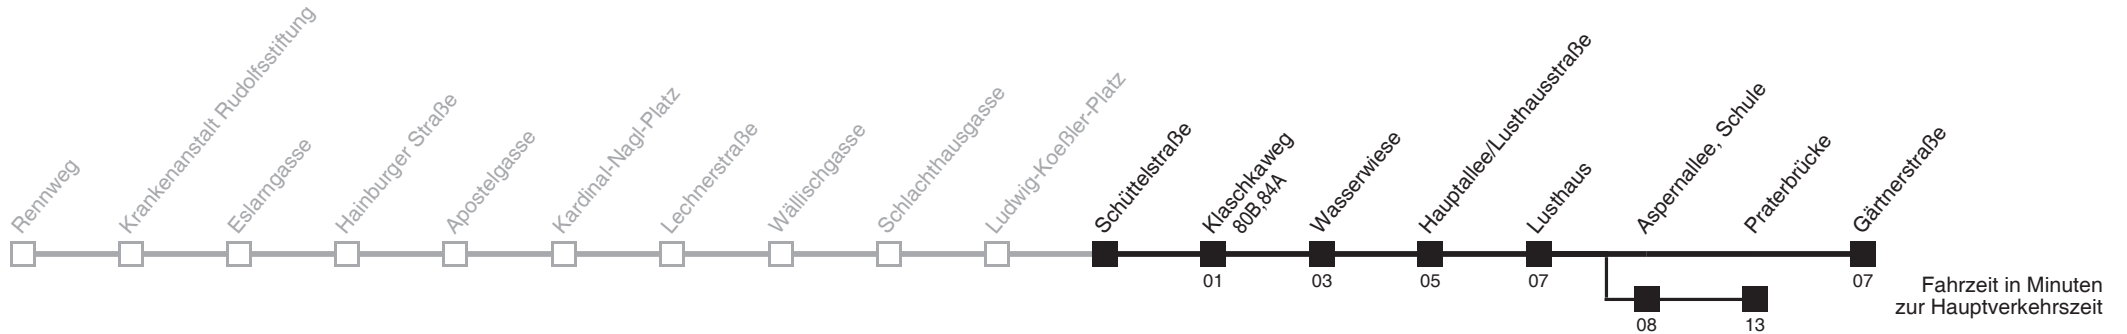 Rennweg
Krankenanstalt Rudolfsstiftung
Eslarngasse
Hainburger Straße
Apostelgasse
Kardinal-Nagl-Platz
Lechnerstraße
Wällischgasse
Schlachthausgasse
Ludwig-Koeßler-Platz
Schüttelstraße
Klaschkaweg
80B,84A
Wasserwiese
Hauptallee/Lusthausstraße
Lusthaus
Aspernallee, Schule
Praterbrücke
Gärtnerstraße
01
03
05
07
07
08
13
Fahrzeit in Minuten
zur Hauptverkehrszeit